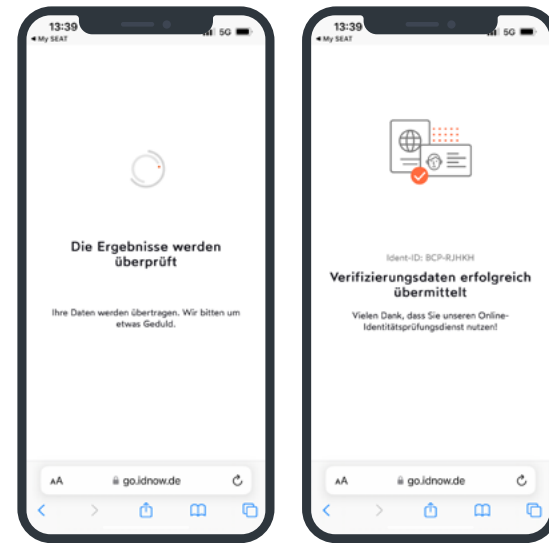 13:39
5G
My SEAT
Die Ergebnisse werden
überprüft
Ihre Daten werden übertragen. Wir bitten um
etwas Geduld.
AA go.idnow.de
13:39
5G
My SEAT
Ident-ID: BCP-RJHKH
Verifizierungsdaten erfolgreich
übermittelt
Vielen Dank, dass Sie unseren Online-
Identitätsprüfungsdienst nutzen!
AA go.idnow.de